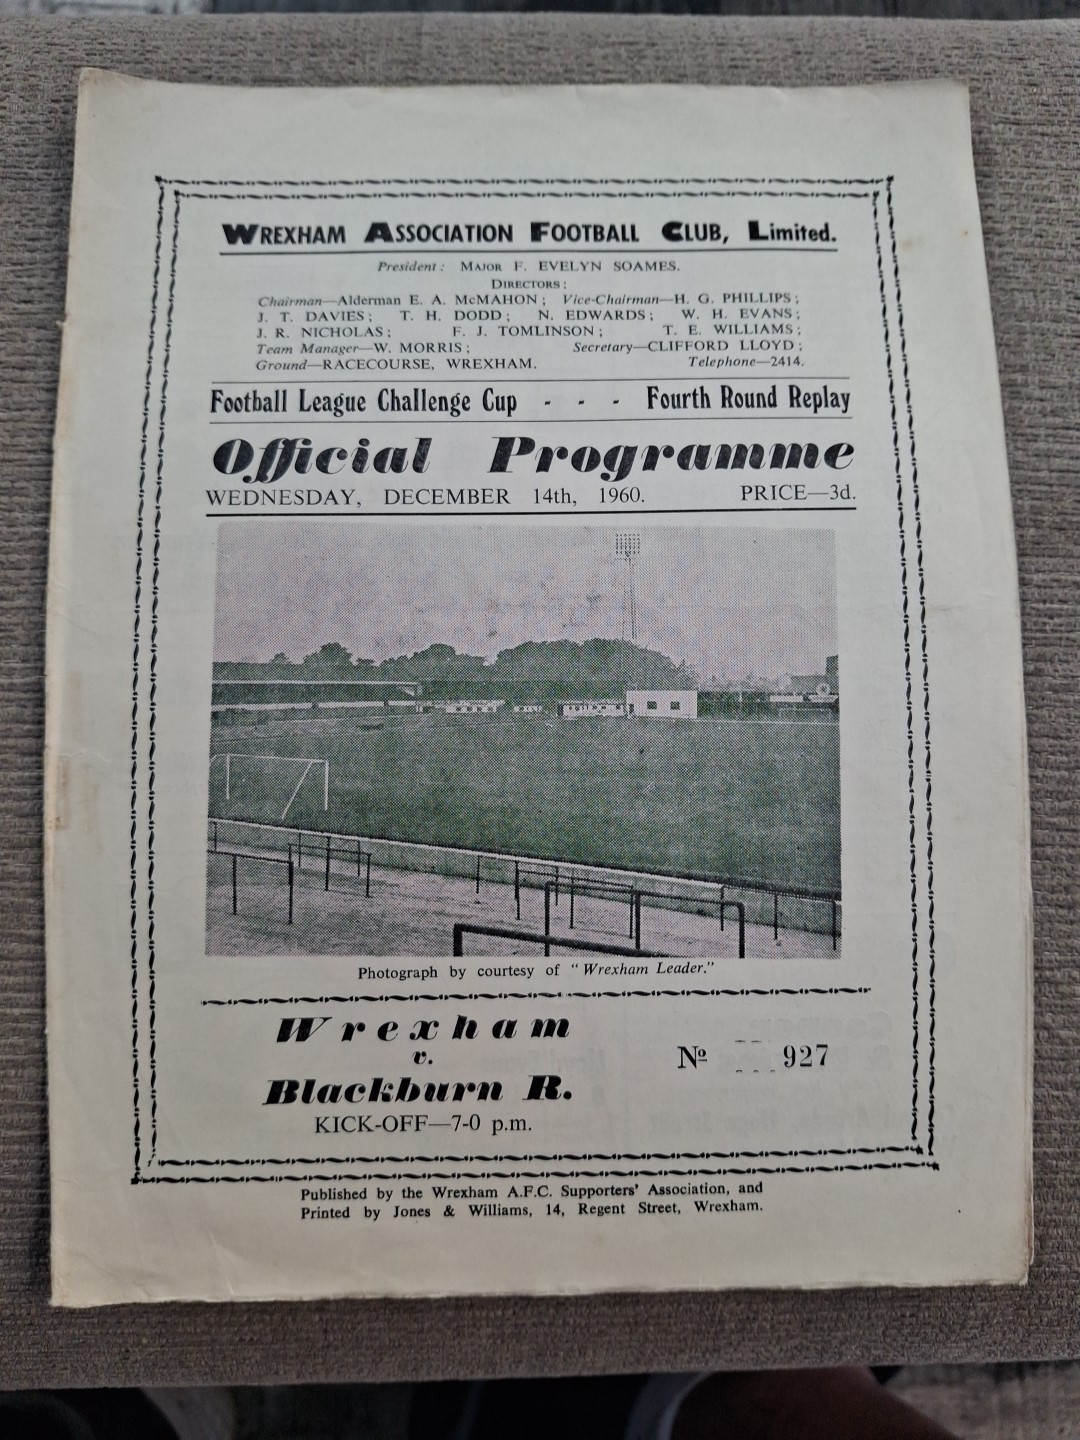 WREXHAM ASSOCIATION FOOTBALL CLUB, Limited.
President: MAJOR F. EVELYN SOAMES.
DIRECTORS:
Chairman—Alderman E. A. McMAHON; Vice-Chairman—H. G. PHILLIPS;
J. T. DAVIES; T. H. DODD; N. EDWARDS; W. H. EVANS;
J. R. NICHOLAS; F. J. TOMLINSON; T. E. WILLIAMS;
Team Manager—W. MORRIS; Secretary—CLIFFORD LLOYD;
Ground—RACECOURSE, WREXHAM. Telephone—2414.
Football League Challenge Cup - - - Fourth Round Replay
Official Programme
WEDNESDAY, DECEMBER 14th, 1960. PRICE—3d.
Photograph by courtesy of "Wrexham Leader."
Wrexham
v.
Blackburn R.
KICK-OFF—7-0 p.m.
Nº 927
Published by the Wrexham A.F.C. Supporters' Association, and
Printed by Jones & Williams, 14, Regent Street, Wrexham.